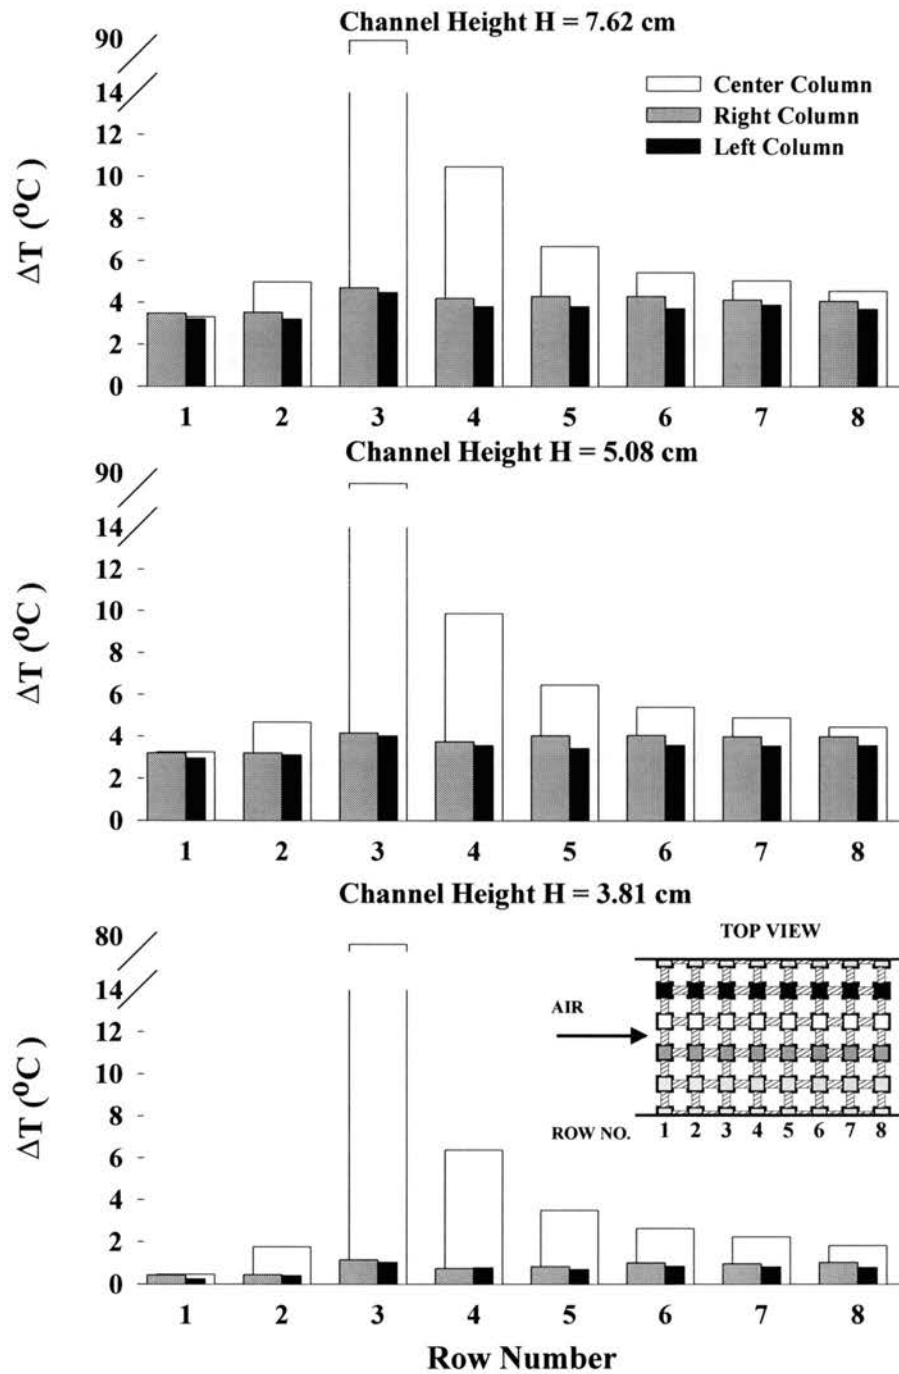 Channel Height H = 7.62 cm
90
14
12
10
8
6
4
2
0
ΔT (⁰C )
Center Column
Right Column
Left Column
1 2 3 4 5 6 7 8
Channel Height H = 5.08 cm
90
14
12
10
8
6
4
2
0
ΔT (⁰C )
1 2 3 4 5 6 7 8
Channel Height H = 3.81 cm
80
14
12
10
8
6
4
2
0
ΔT (⁰C )
TOP VIEW
AIR
ROW NO. 1 2 3 4 5 6 7 8
1 2 3 4 5 6 7 8
Row Number